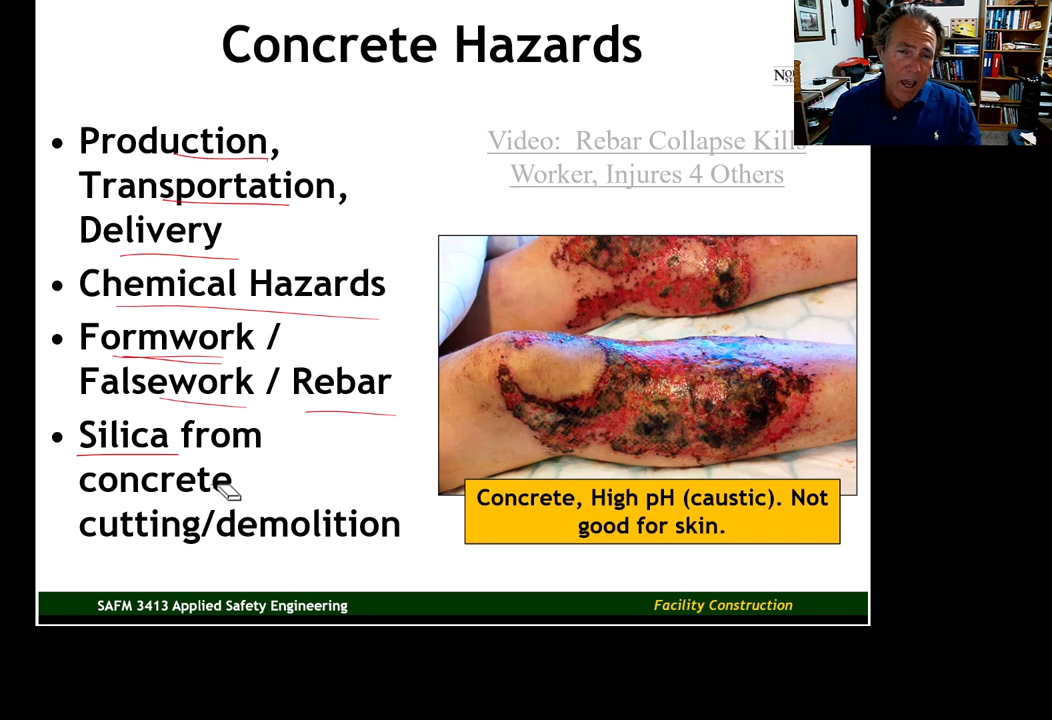 Concrete Hazards
• Production,
Transportation,
Delivery
• Chemical Hazards
• Formwork /
Falsework / Rebar
• Silica from
concrete
cutting/demolition
Video: Rebar Collapse Kills
Worker, Injures 4 Others
Concrete, High pH (caustic). Not
good for skin.
SAFM 3413 Applied Safety Engineering
Facility Construction